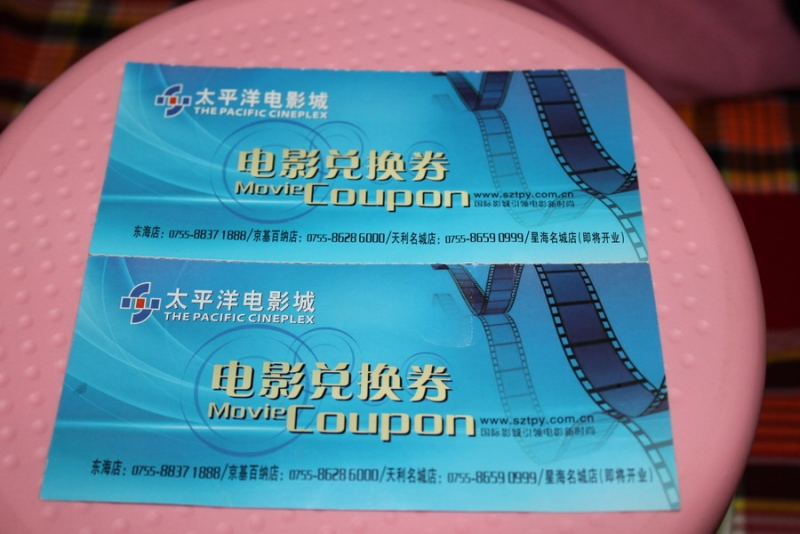 太平洋电影城
THE PACIFIC CINEPLEX
电影兑换券
Movie Coupon
www.sztpy.com.cn
国际影城引领电影新时尚
东海店：0755-8837 1888/京基百纳店：0755-8628 6000/天利名城店：0755-8659 0999/星海名城店(即将开业)
太平洋电影城
THE PACIFIC CINEPLEX
电影兑换券
Movie Coupon
www.sztpy.com.cn
国际影城引领电影新时尚
东海店：0755-8837 1888/京基百纳店：0755-8628 6000/天利名城店：0755-8659 0999/星海名城店(即将开业)